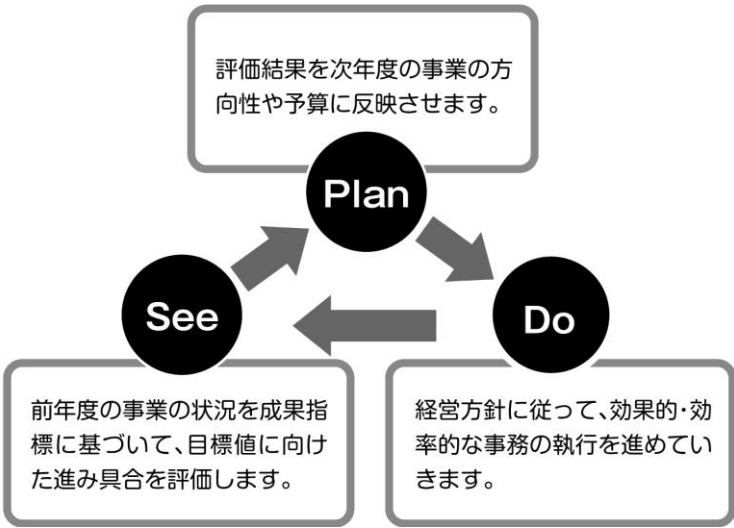 評価結果を次年度の事業の方
向性や予算に反映させます。
Plan
See
Do
前年度の事業の状況を成果指
標に基づいて、目標値に向け
た進み具合を評価します。
経営方針に従って、効果的・効
率的な事務の執行を進めてい
きます。